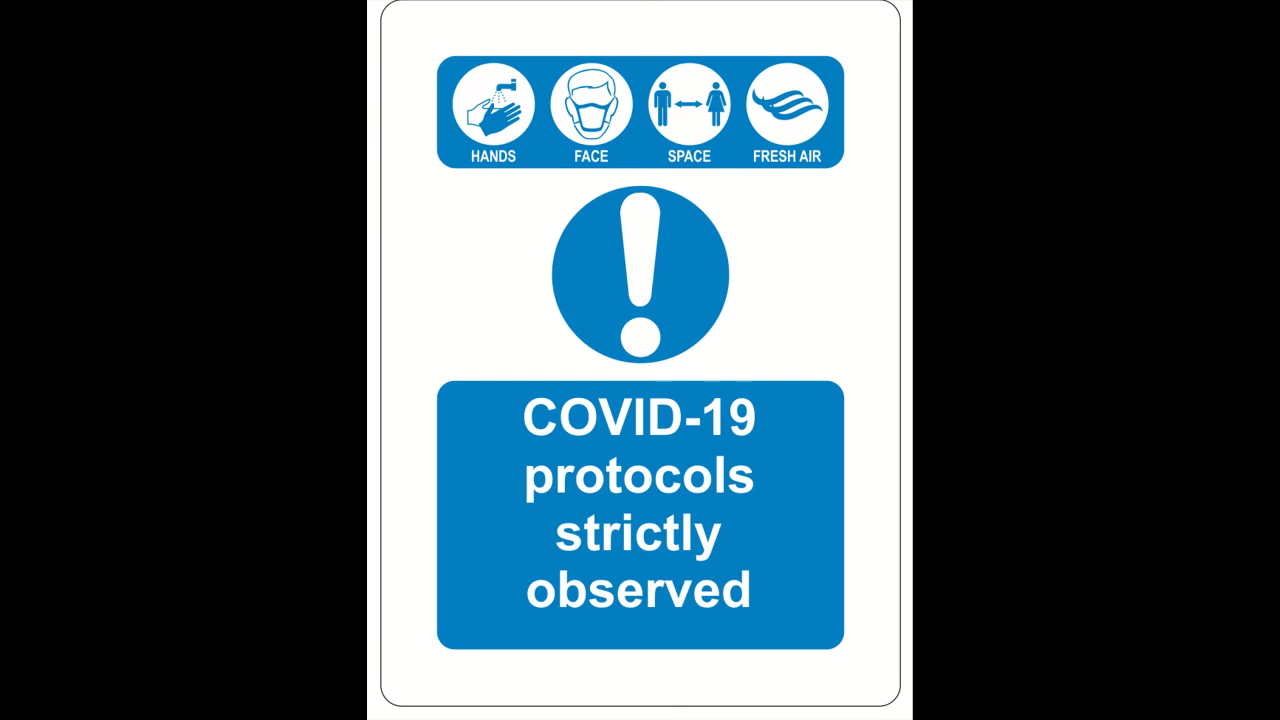 HANDS FACE SPACE FRESH AIR
COVID-19
protocols
strictly
observed